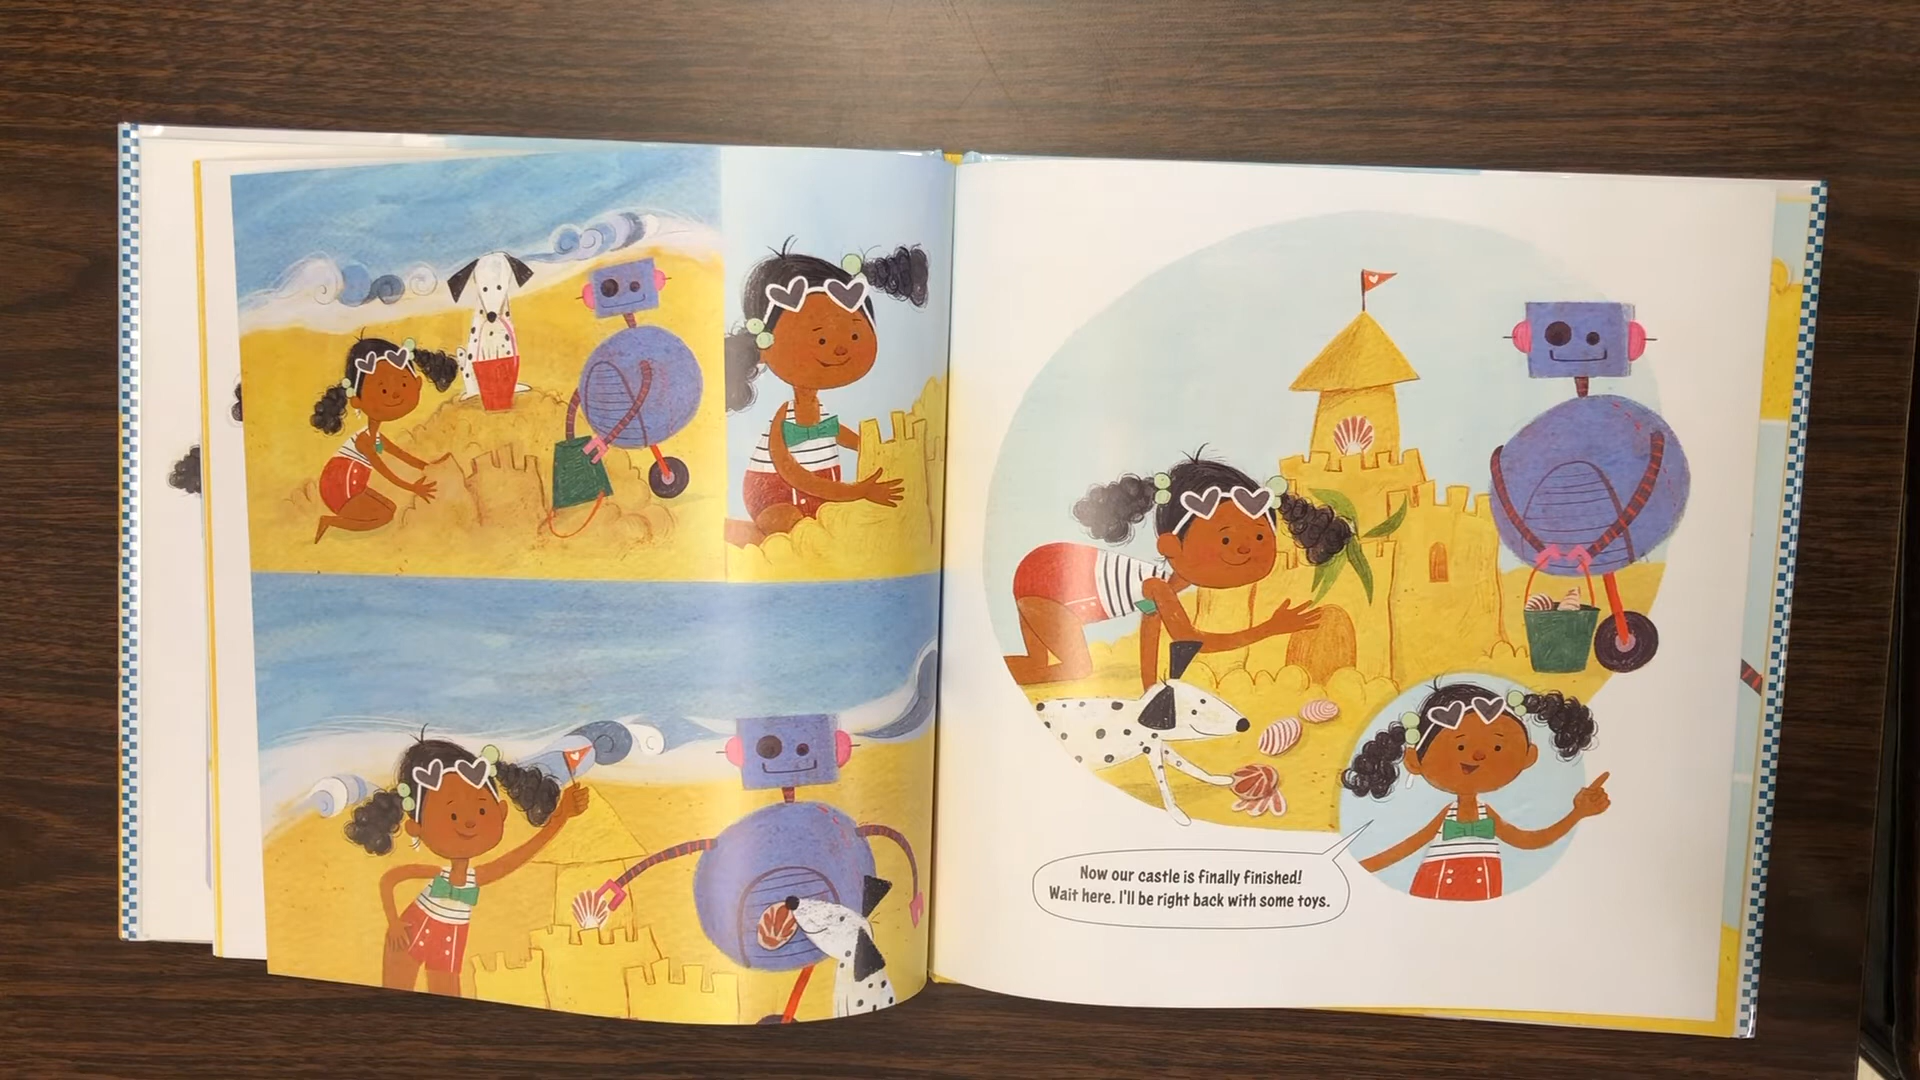 Now our castle is finally finished!
Wait here. I'll be right back with some toys.